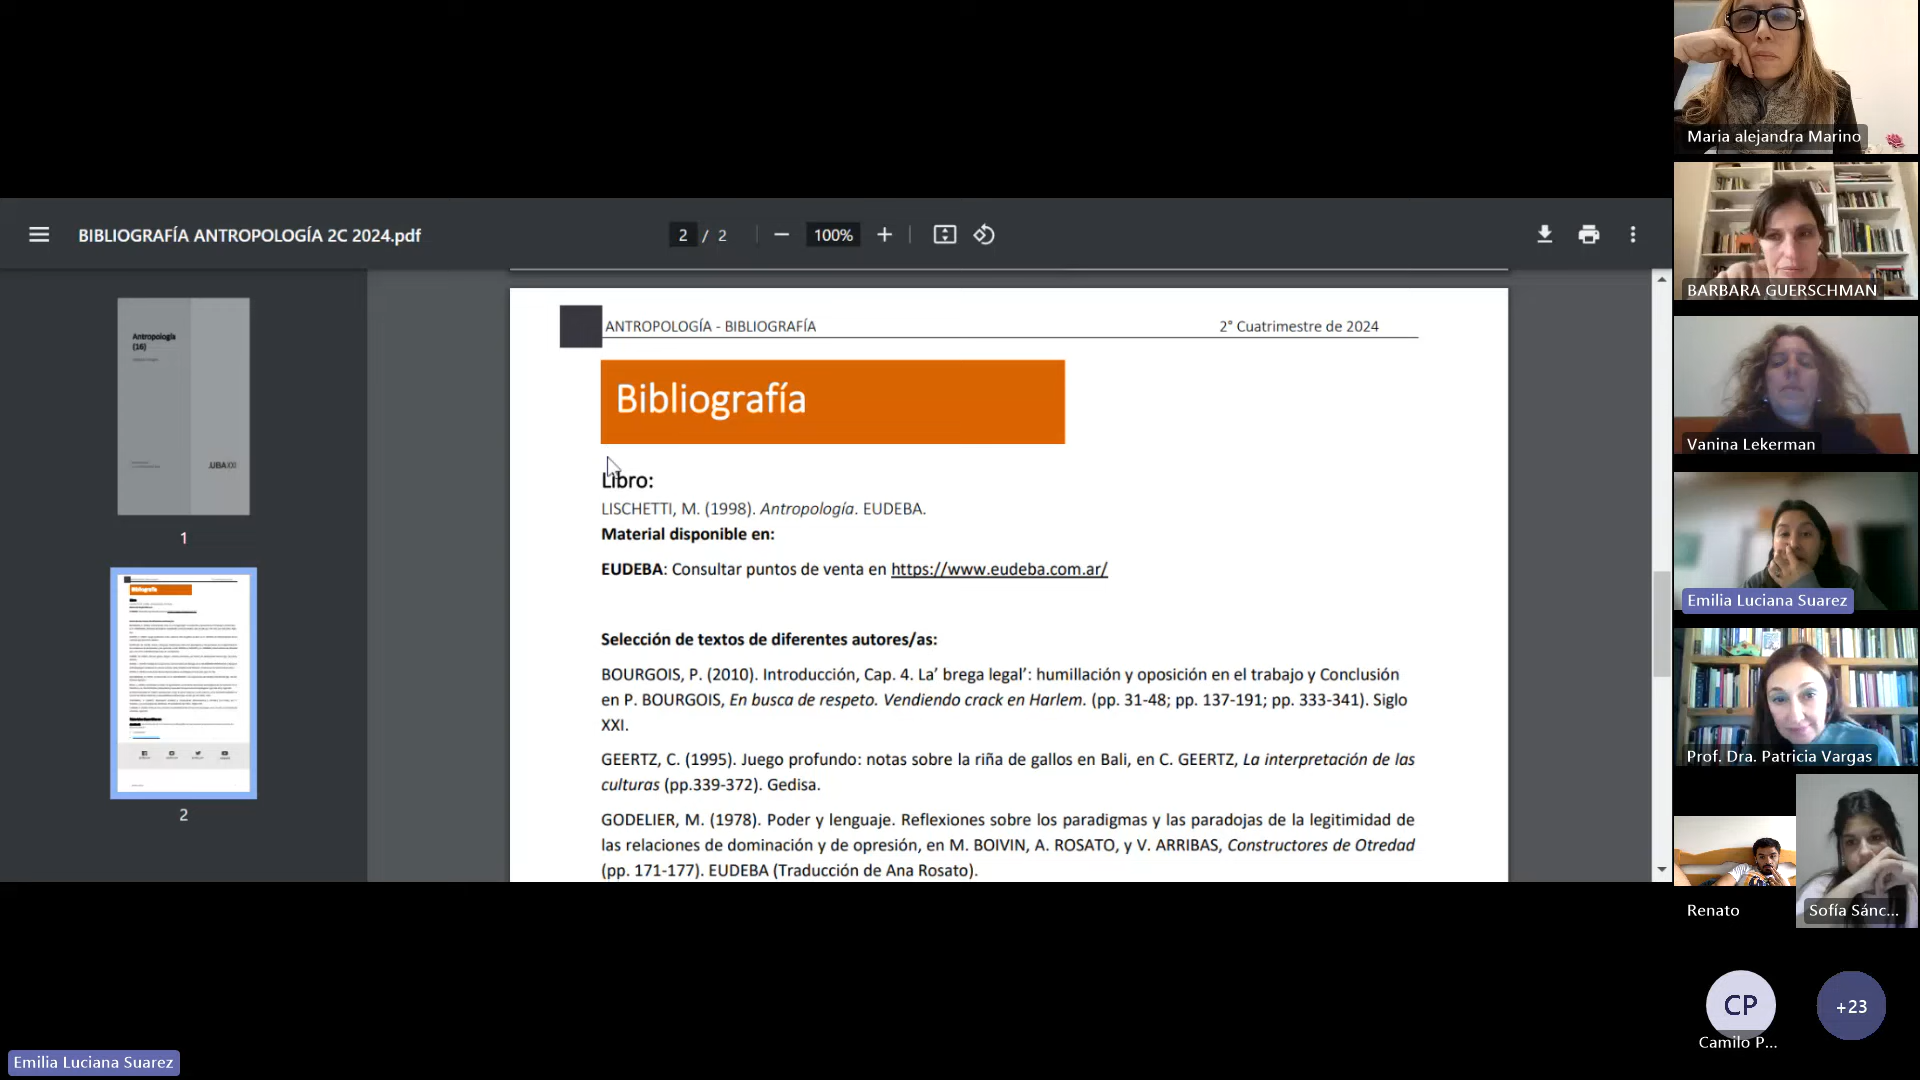 BIBLIOGRAFÍA ANTROPOLOGÍA 2C 2024.pdf
2 / 2
100%
Antropología
(16)
.UBAXXI
1
Bibliografía
2
ANTROPOLOGÍA - BIBLIOGRAFÍA
2° Cuatrimestre de 2024
Bibliografía
Libro:
LISCHETTI, M. (1998). Antropología. EUDEBA.
Material disponible en:
EUDEBA: Consultar puntos de venta en https://www.eudeba.com.ar/
Selección de textos de diferentes autores/as:
BOURGOIS, P. (2010). Introducción, Cap. 4. La’ brega legal’: humillación y oposición en el trabajo y Conclusión
en P. BOURGOIS, En busca de respeto. Vendiendo crack en Harlem. (pp. 31-48; pp. 137-191; pp. 333-341). Siglo
XXI.
GEERTZ, C. (1995). Juego profundo: notas sobre la riña de gallos en Bali, en C. GEERTZ, La interpretación de las
culturas (pp.339-372). Gedisa.
GODELIER, M. (1978). Poder y lenguaje. Reflexiones sobre los paradigmas y las paradojas de la legitimidad de
las relaciones de dominación y de opresión, en M. BOIVIN, A. ROSATO, y V. ARRIBAS, Constructores de Otredad
(pp. 171-177). EUDEBA (Traducción de Ana Rosato).
Maria alejandra Marino
BARBARA GUERSCHMAN
Vanina Lekerman
Emilia Luciana Suarez
Prof. Dra. Patricia Vargas
Renato
Sofía Sánc...
CP
Camilo P...
+23
Emilia Luciana Suarez